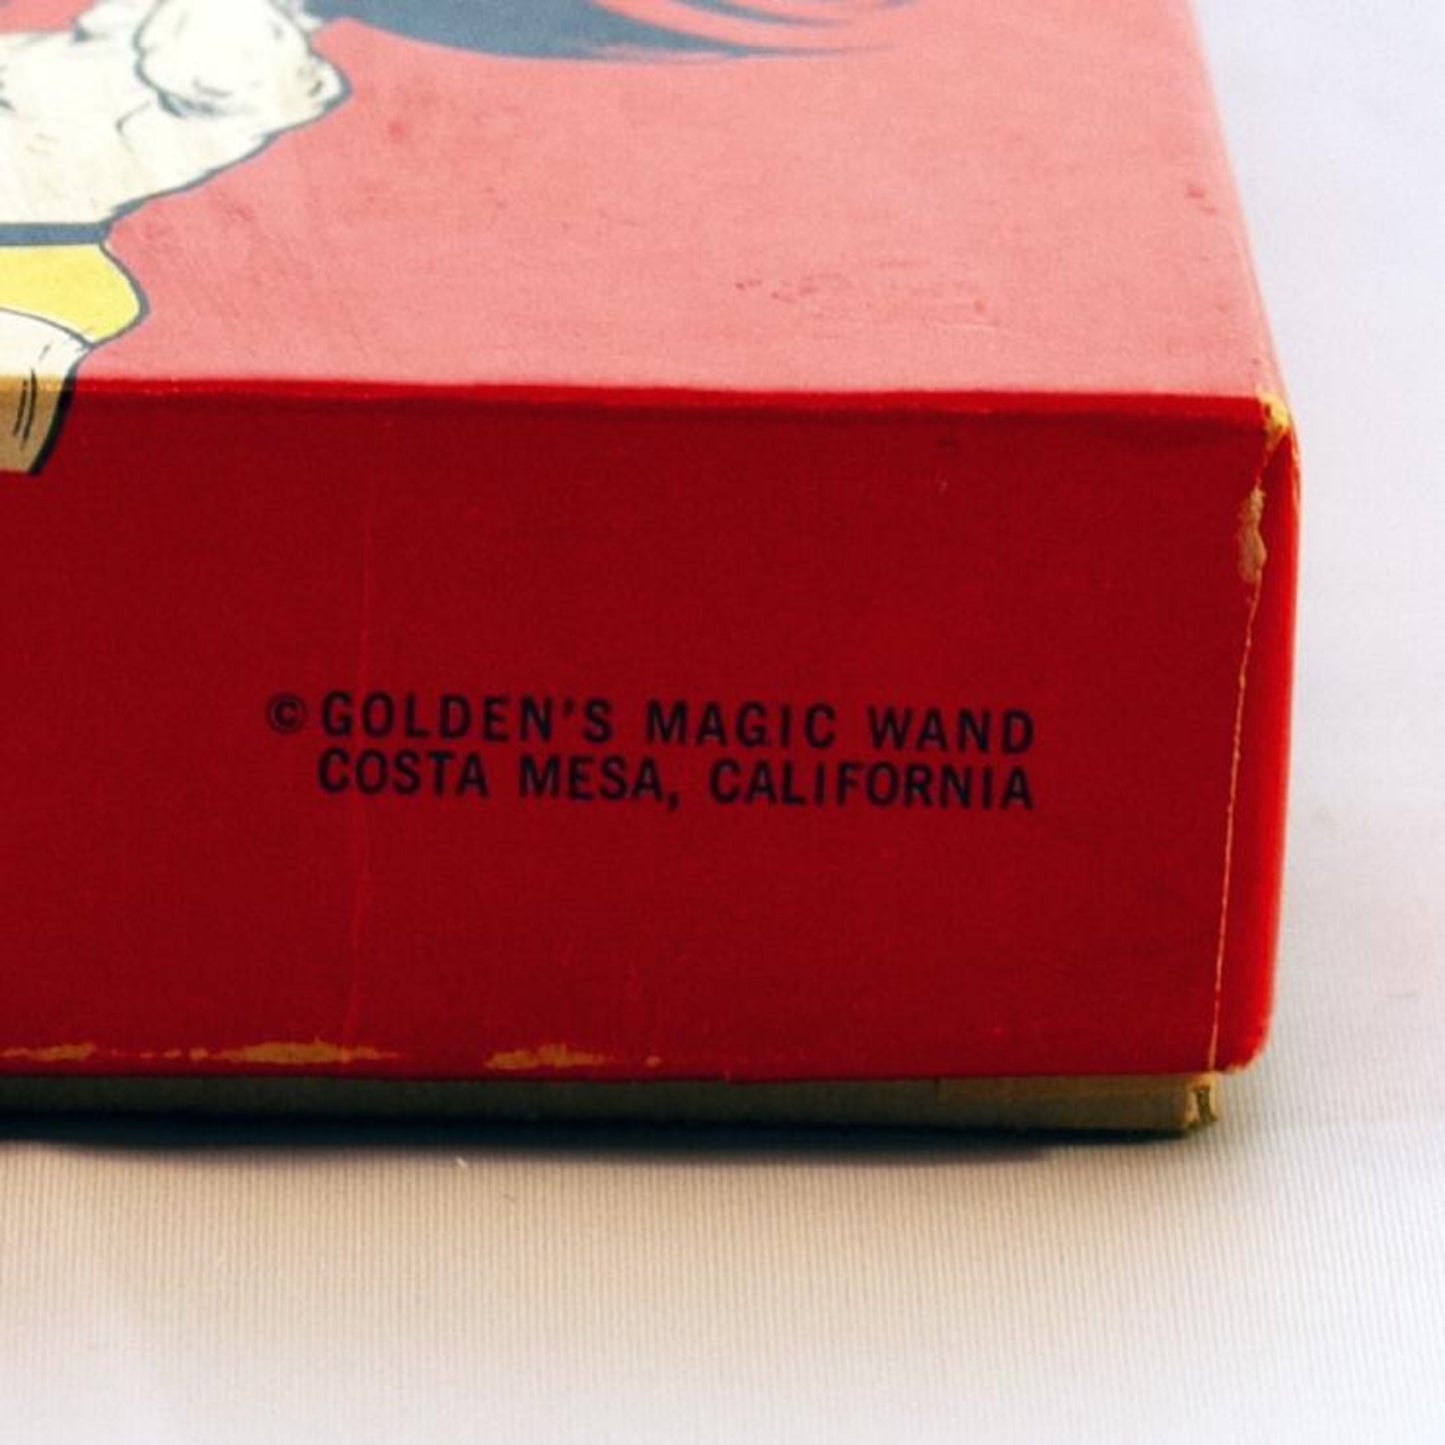 © GOLDEN'S MAGIC WAND
COSTA MESA, CALIFORNIA